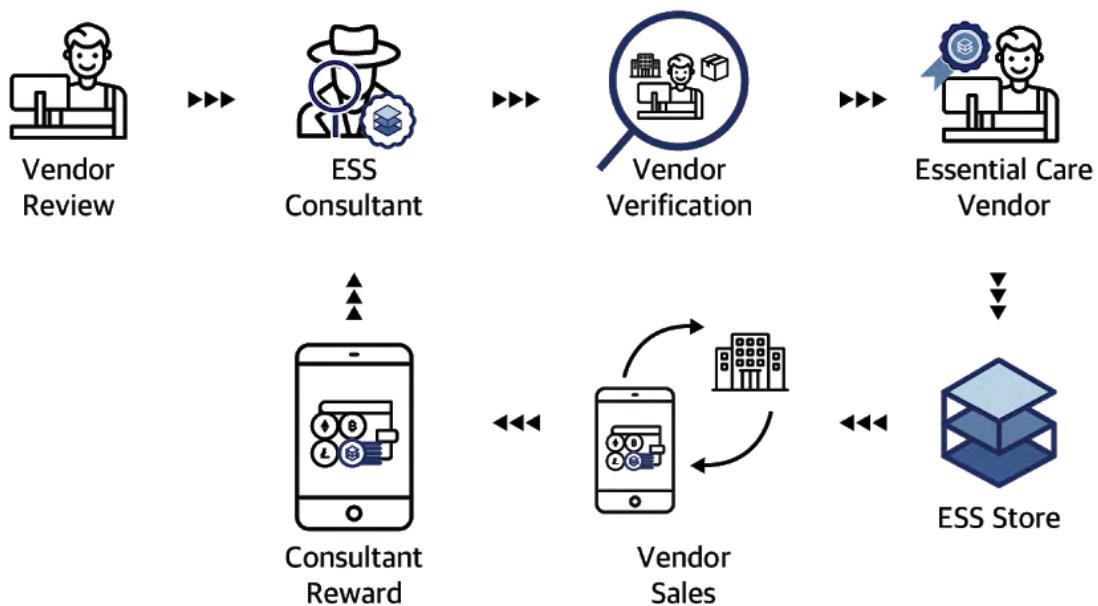 Vendor
Review
ESS
Consultant
Vendor
Verification
Essential Care
Vendor
Consultant
Reward
Vendor
Sales
ESS Store